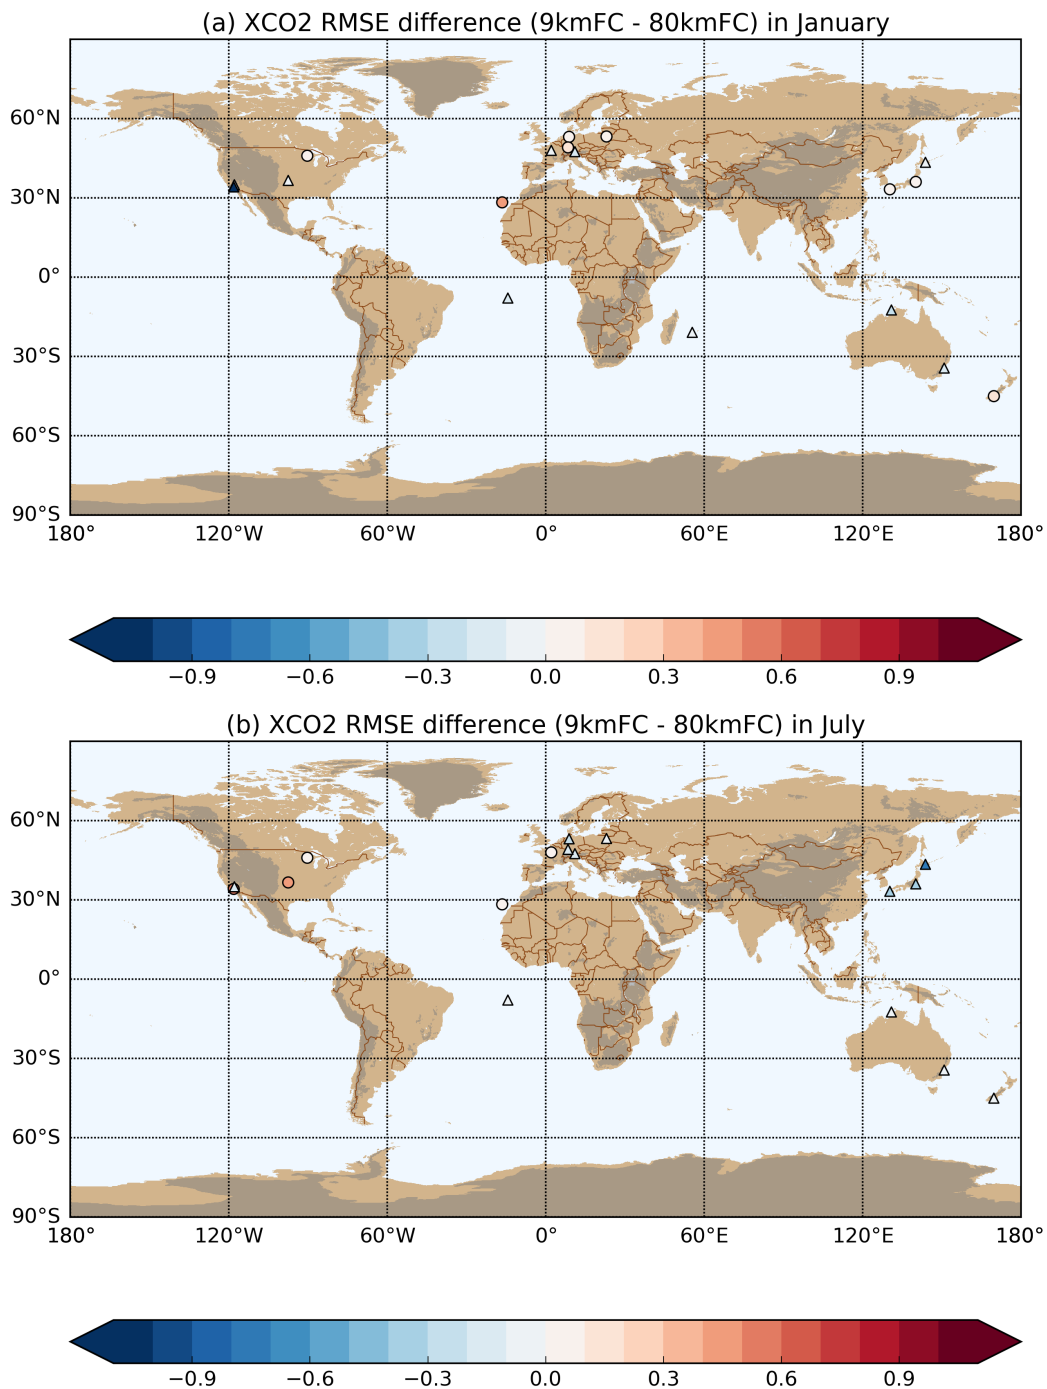 (a) XCO2 RMSE difference (9kmFC - 80kmFC) in January
60°N
30°N
0°
30°S
60°S
90°S
180° 120°W 60°W 0° 60°E 120°E 180°
−0.9 −0.6 −0.3 0.0 0.3 0.6 0.9
(b) XCO2 RMSE difference (9kmFC - 80kmFC) in July
60°N
30°N
0°
30°S
60°S
90°S
180° 120°W 60°W 0° 60°E 120°E 180°
−0.9 −0.6 −0.3 0.0 0.3 0.6 0.9